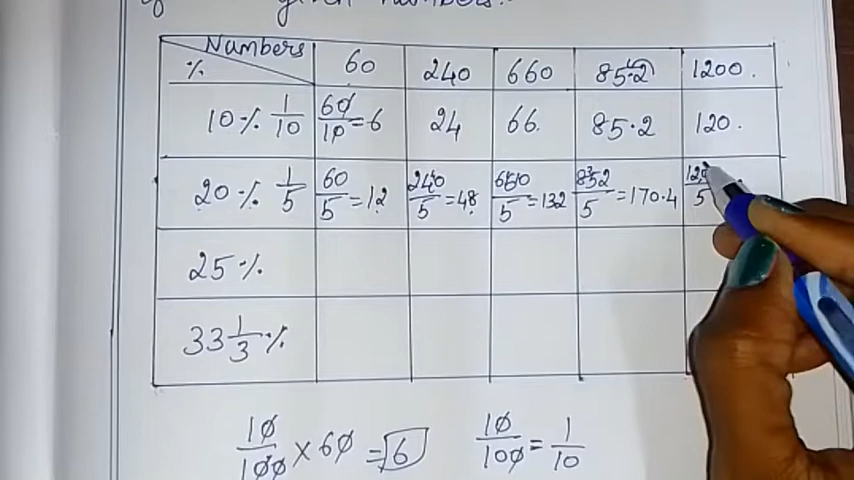 given numbers.
Numbers
% 60 240 660 85.2 1200.
10% 1/10 60/10=6 24 66. 85.2 120.
20% 1/5 60/5=12 240/5=48 660/5=132 852/5=170.4
25%
33 1/3%
10/100 × 60 = 6 10/100 = 1/10